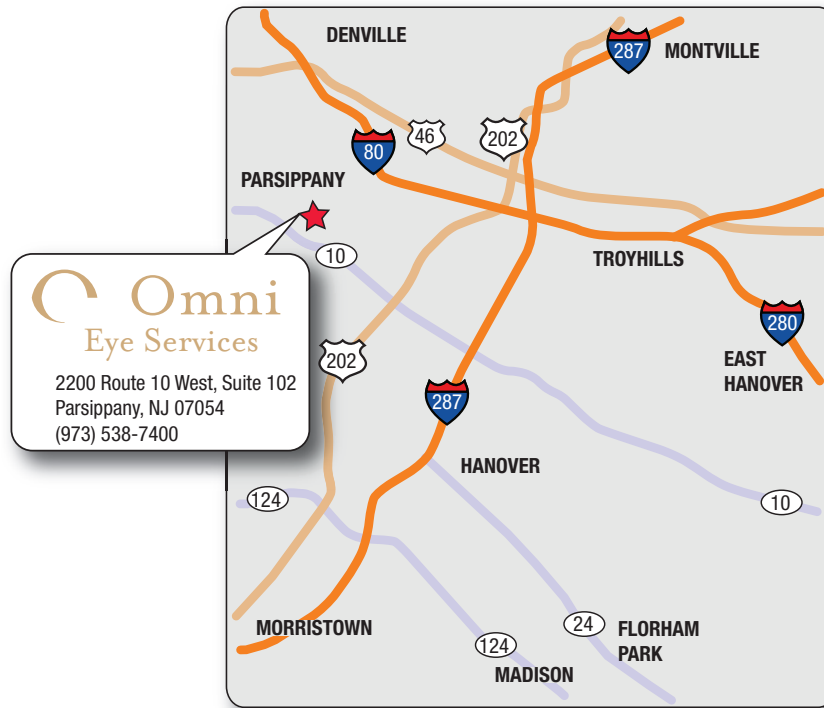 DENVILLE
287
MONTVILLE
46
202
80
PARSIPPANY
10
TROYHILLS
Omni
Eye Services
2200 Route 10 West, Suite 102
Parsippany, NJ 07054
(973) 538-7400
280
202
EAST
HANOVER
287
HANOVER
124
10
MORRISTOWN
24
FLORHAM
PARK
124
MADISON